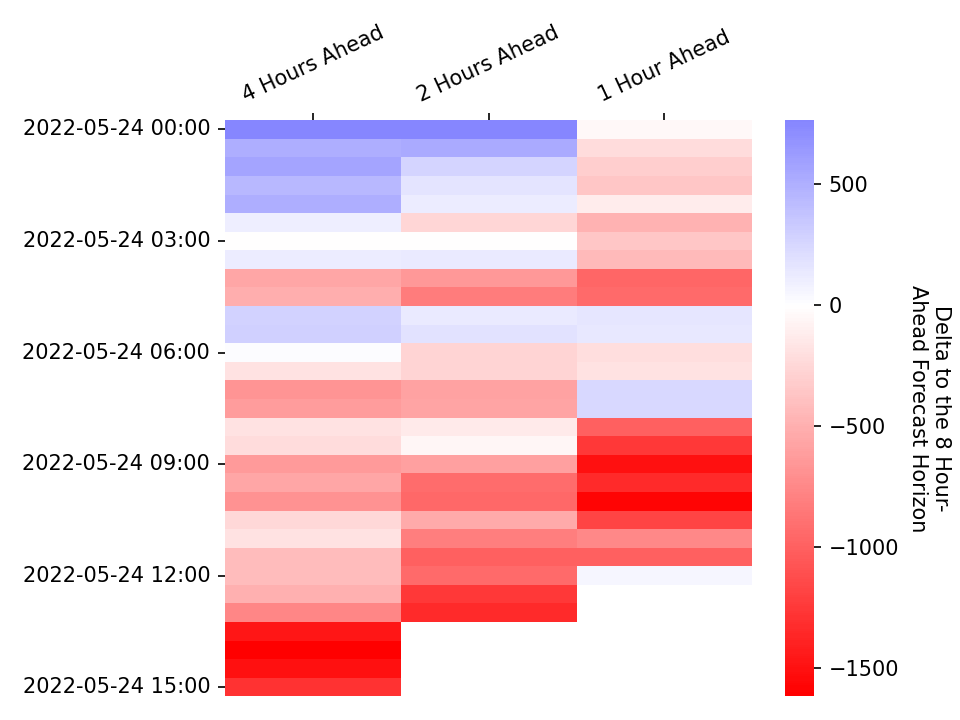 4 Hours Ahead
2 Hours Ahead
1 Hour Ahead
2022-05-24 00:00
2022-05-24 03:00
2022-05-24 06:00
2022-05-24 09:00
2022-05-24 12:00
2022-05-24 15:00
500
0
−500
−1000
−1500
Delta to the 8 Hour-
Ahead Forecast Horizon